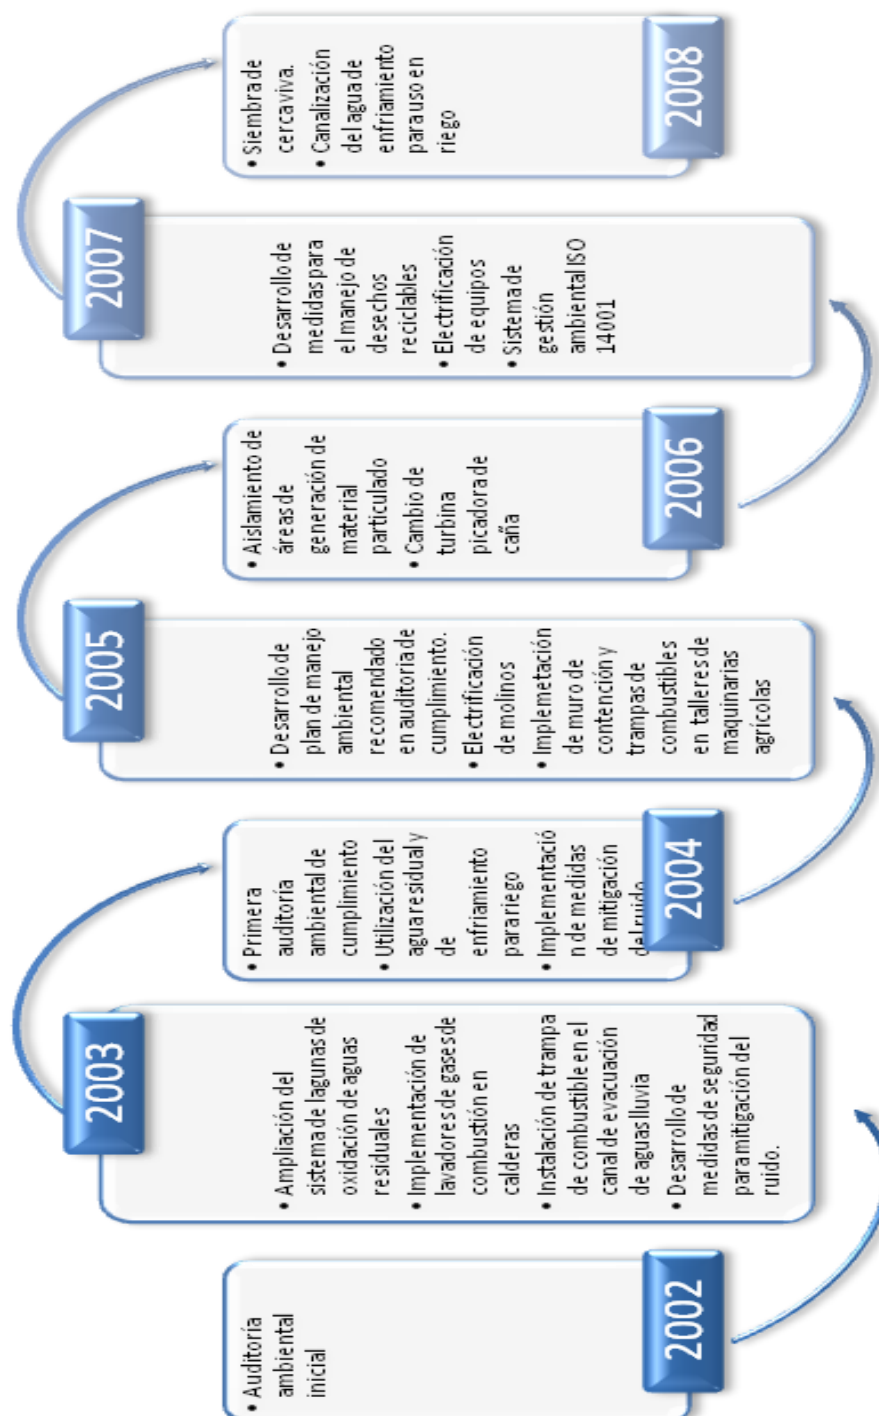 • Auditoría
ambiental
inicial
2002
2003
• Ampliación del
sistema de lagunas de
oxidación de aguas
residuales
• Implementación de
lavadores de gases de
combustión en
calderas
• Instalación de trampa
de combustible en el
canal de evacuación
de aguas lluvia
• Desarrollo de
medidas de seguridad
para mitigación del
ruido.
• Primera
auditoría
ambiental de
cumplimiento
• Utilización del
agua residual y
de
enfriamiento
para riego
• Implementació
n de medidas
de mitigación
del ruido
2004
2005
• Desarrollo de
plan de manejo
ambiental
recomendado
en auditoria de
cumplimiento.
• Electrificación
de molinos
• Implemetación
de muro de
contención y
trampas de
combustibles
en talleres de
maquinarias
agrícolas
• Aislamiento de
áreas de
generación de
material
particulado
• Cambio de
turbina
picadora de
caña
2006
2007
• Desarrollo de
medidas para
el manejo de
desechos
reciclables
• Electrificación
de equipos
• Sistema de
gestión
ambiental ISO
14001
• Siembra de
cerca viva.
• Canalización
del agua de
enfriamiento
para uso en
riego
2008